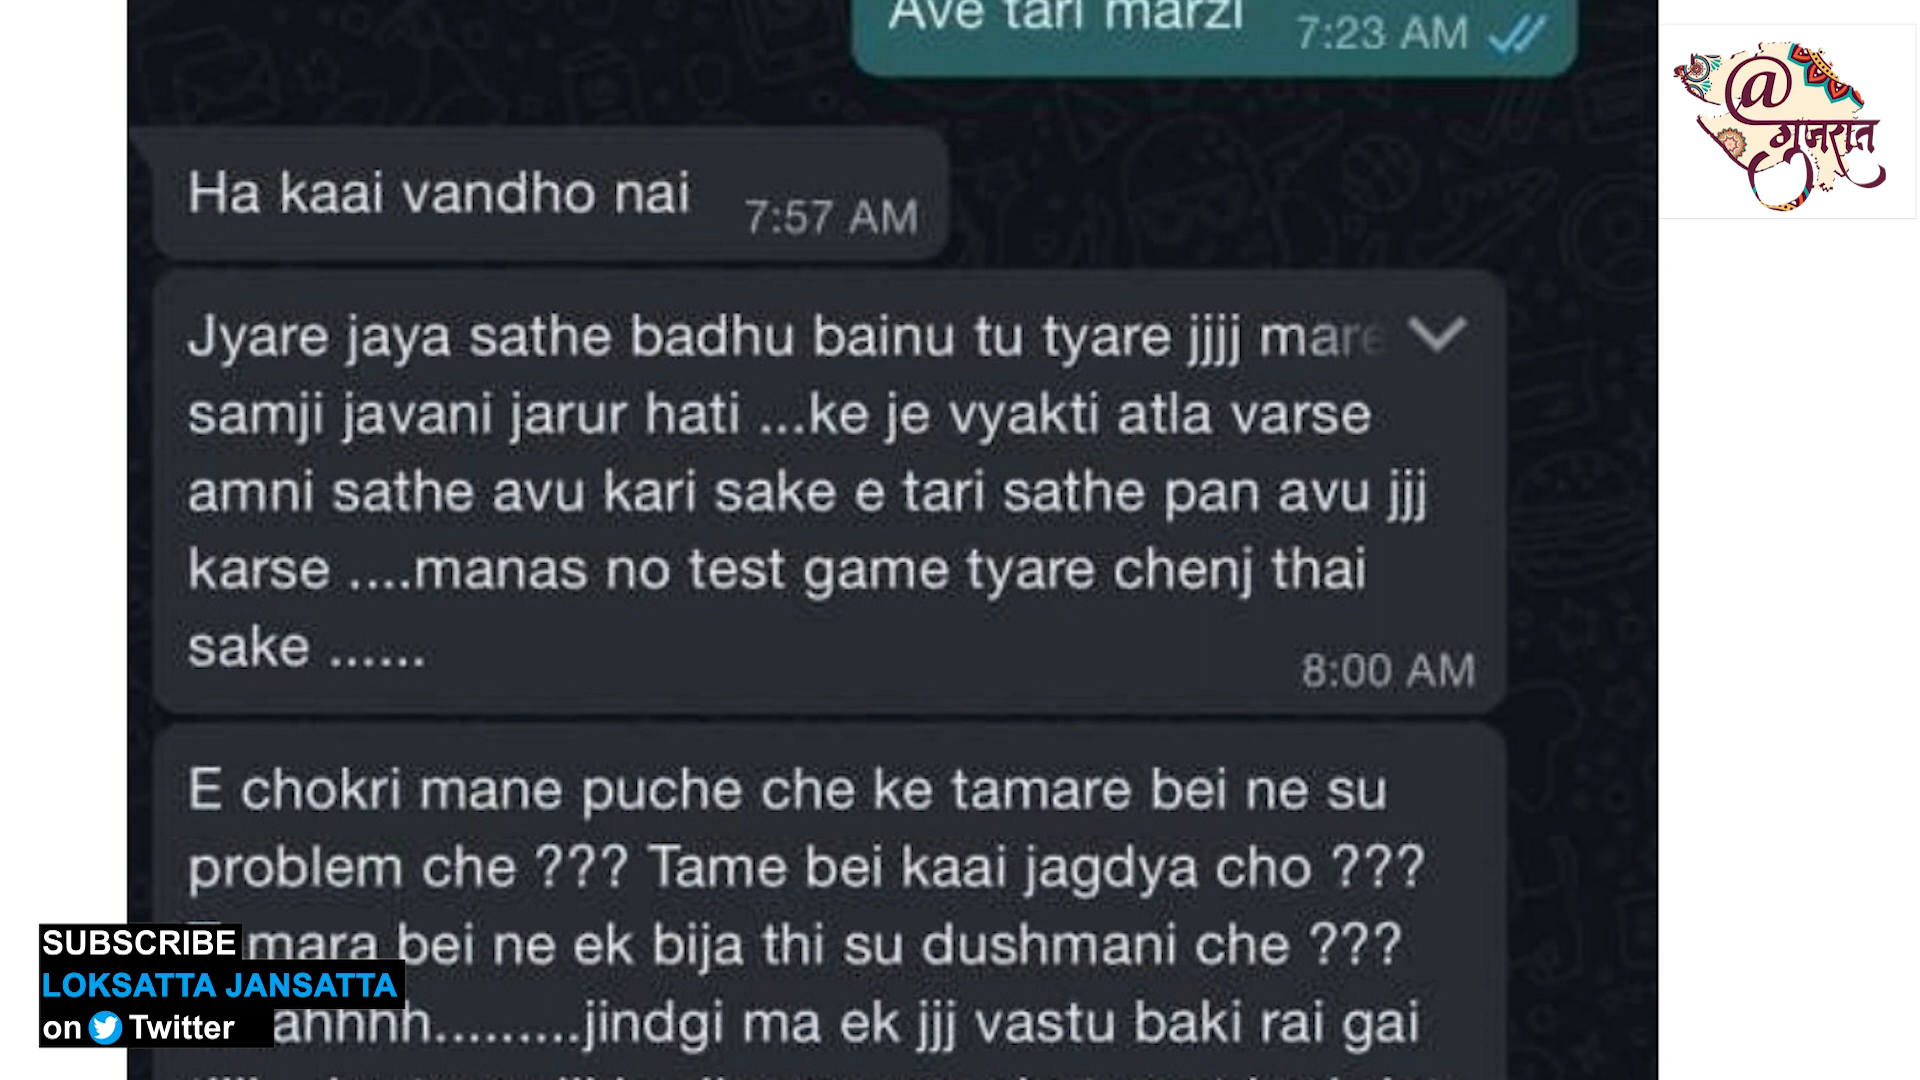 Ave tari marzi 7:23 AM
@
गुजरात
Ha kaai vandho nai 7:57 AM
Jyare jaya sathe badhu bainu tu tyare jjjj mare
samji javani jarur hati ...ke je vyakti atla varse
amni sathe avu kari sake e tari sathe pan avu jjj
karse ....manas no test game tyare chenj thai
sake ......
8:00 AM
E chokri mane puche che ke tamare bei ne su
problem che ??? Tame bei kaai jagdya cho ???
mara bei ne ek bija thi su dushmani che ???
ahhhh.........jindgi ma ek jjj vastu baki rai gai
SUBSCRIBE
LOKSATTA JANSATTA
on Twitter